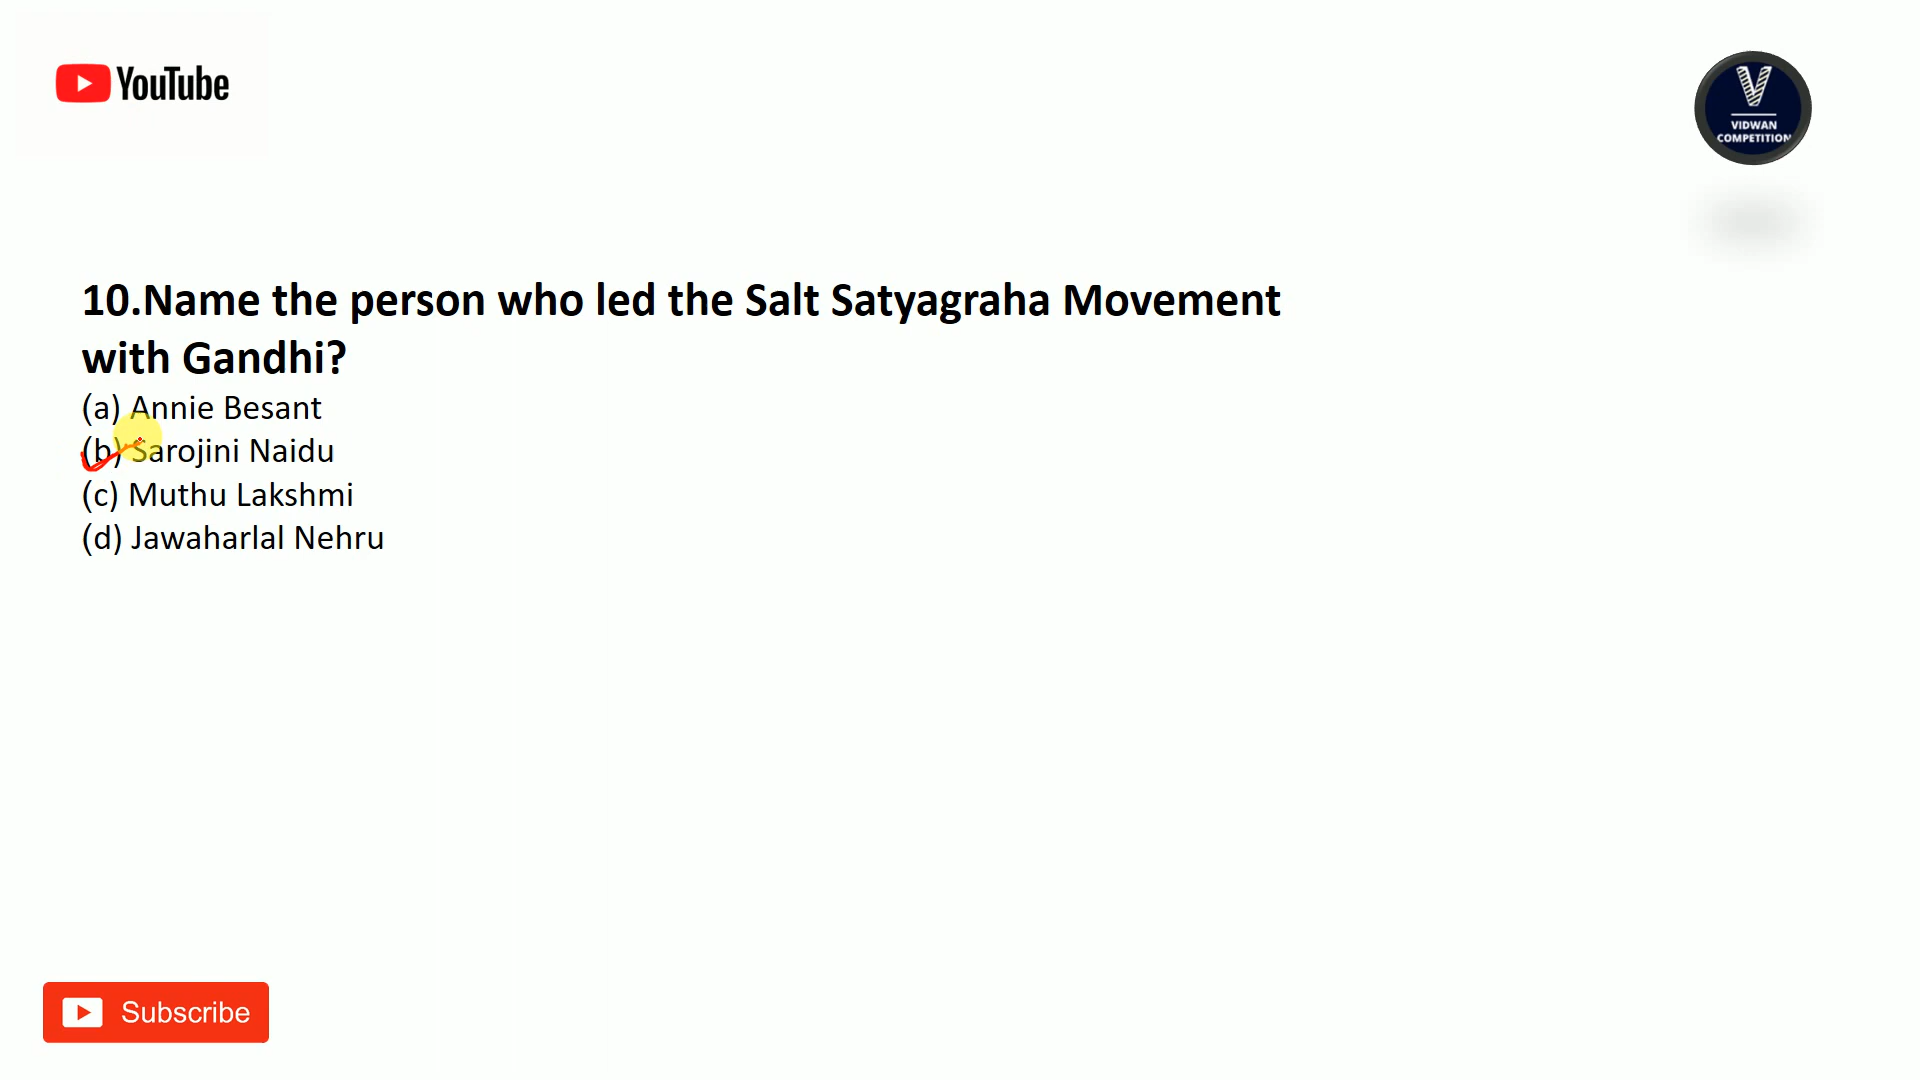 YouTube
V
VIDWAN
COMPETITION
10.Name the person who led the Salt Satyagraha Movement
with Gandhi?
(a) Annie Besant
(b) Sarojini Naidu
(c) Muthu Lakshmi
(d) Jawaharlal Nehru
Subscribe